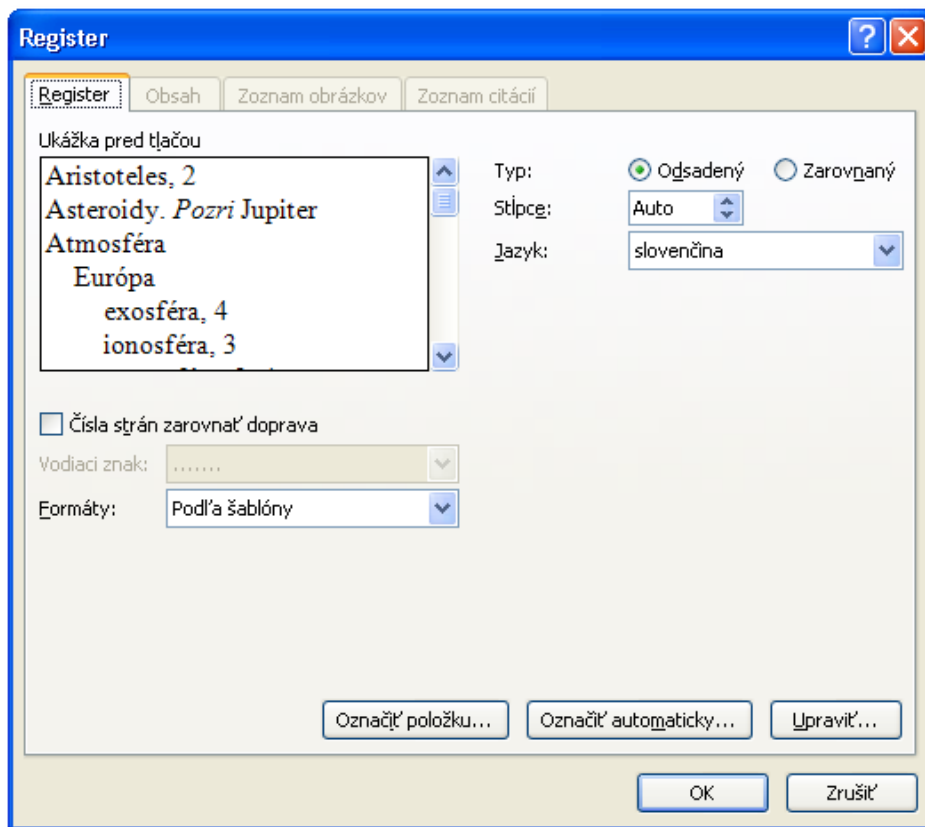 Register
Register Obsah Zoznam obrázkov Zoznam citácií
Ukážka pred tlačou
Aristoteles, 2
Asteroidy. Pozri Jupiter
Atmosféra
Európa
exosféra, 4
ionosféra, 3
Typ: Odsadený Zarovnaný
Stĺpce: Auto
Jazyk: slovenčina
Čísla strán zarovnať doprava
Vodiaci znak: .......
Formáty: Podľa šablóny
Označiť položku... Označiť automaticky... Upraviť...
OK Zrušiť